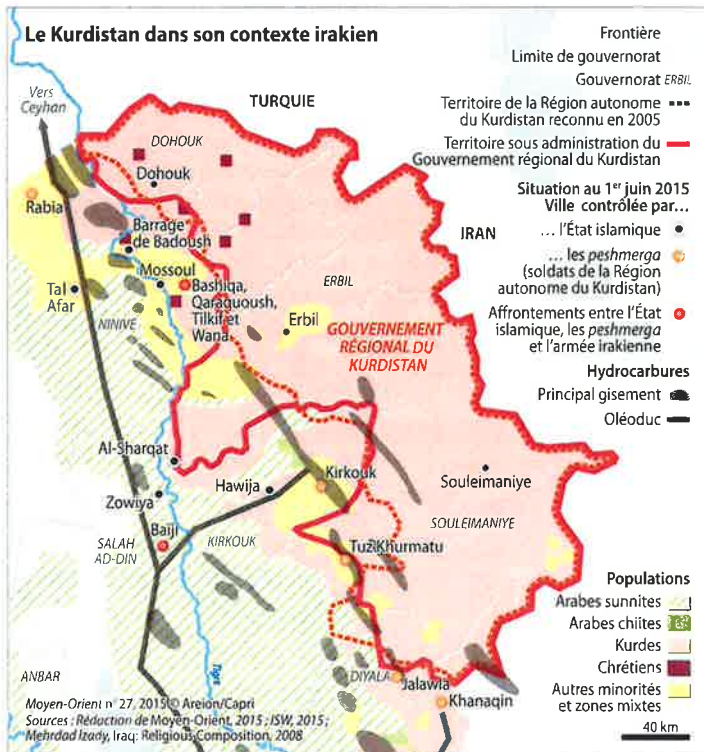 Le Kurdistan dans son contexte irakien
Vers
Ceyhan
TURQUIE
DOHOUK
Dohouk
Rabia
Barrage
de Badoush
Mossoul
Tal
Afar
NINIVE
Bashiqa,
Qaraquoush,
Tilkif et
Wana
IRAN
ERBIL
Erbil
GOUVERNEMENT
RÉGIONAL DU
KURDISTAN
Al-Sharqat
Zowiya
Hawija
Kirkouk
Souleimaniye
SOULEIMANIYE
Baiji
SALAH
AD-DIN
KIRKOUK
Tuz Khurmatu
ANBAR
Tigre
DIYALA
Jalawla
Khanaqin
Frontière
Limite de gouvernorat
Gouvernorat ERBIL
Territoire de la Région autonome
du Kurdistan reconnu en 2005
Territoire sous administration du
Gouvernement régional du Kurdistan
Situation au 1er juin 2015
Ville contrôlée par...
... l'État islamique
... les peshmerga
(soldats de la Région
autonome du Kurdistan)
Affrontements entre l'État
islamique, les peshmerga
et l'armée irakienne
Hydrocarbures
Principal gisement
Oléoduc
Populations
Arabes sunnites
Arabes chiites
Kurdes
Chrétiens
Autres minorités
et zones mixtes
40 km
Moyen-Orient n° 27, 2015 © Areion/Capri
Sources : Rédaction de Moyen-Orient, 2015 ; ISW, 2015 ;
Mehrdad Izady, Iraq: Religious Composition, 2008